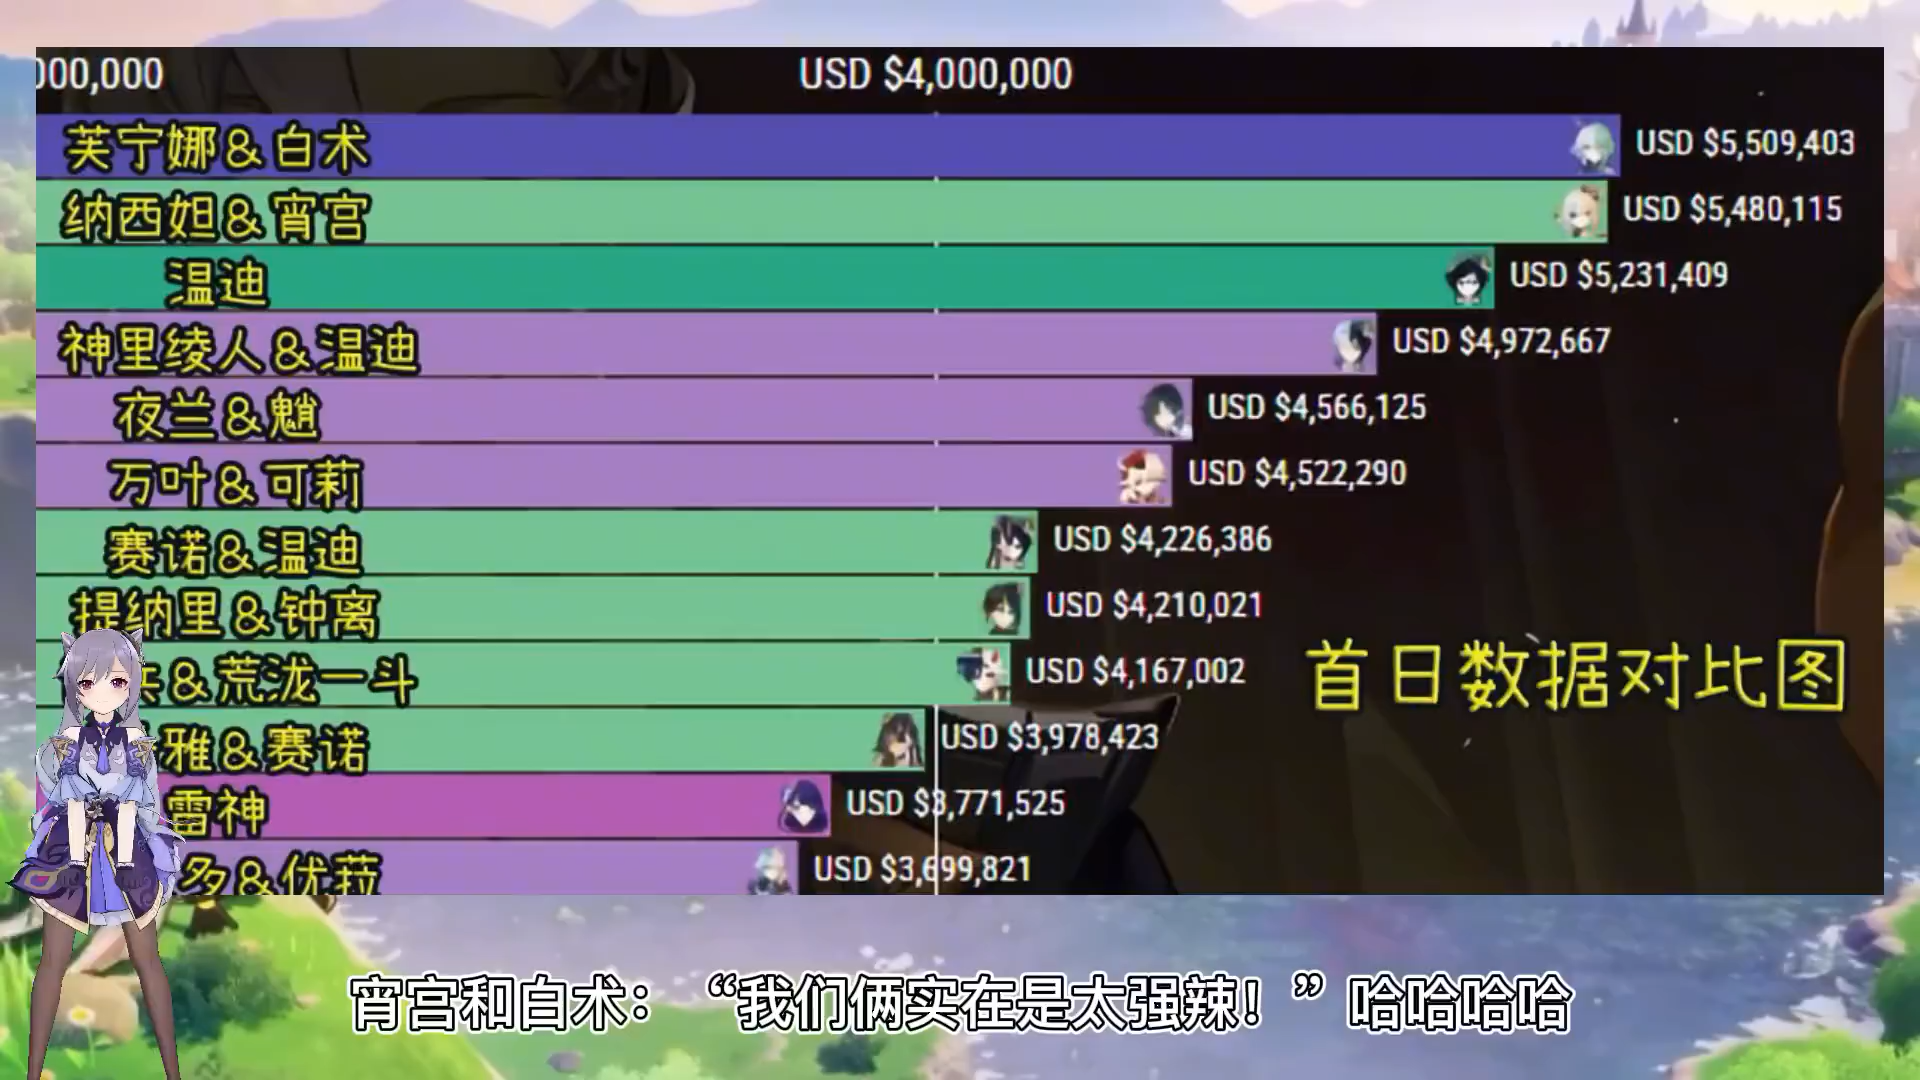 000,000 USD $4,000,000
芙宁娜&白术 USD $5,509,403
纳西妲&宵宫 USD $5,480,115
温迪 USD $5,231,409
神里绫人&温迪 USD $4,972,667
夜兰&魈 USD $4,566,125
万叶&可莉 USD $4,522,290
赛诺&温迪 USD $4,226,386
提纳里&钟离 USD $4,210,021
&荒泷一斗 USD $4,167,002
雅&赛诺 USD $3,978,423
雷神 USD $3,771,525
多&优菈 USD $3,699,821
首日数据对比图
宵宫和白术：“我们俩实在是太强辣！”哈哈哈哈